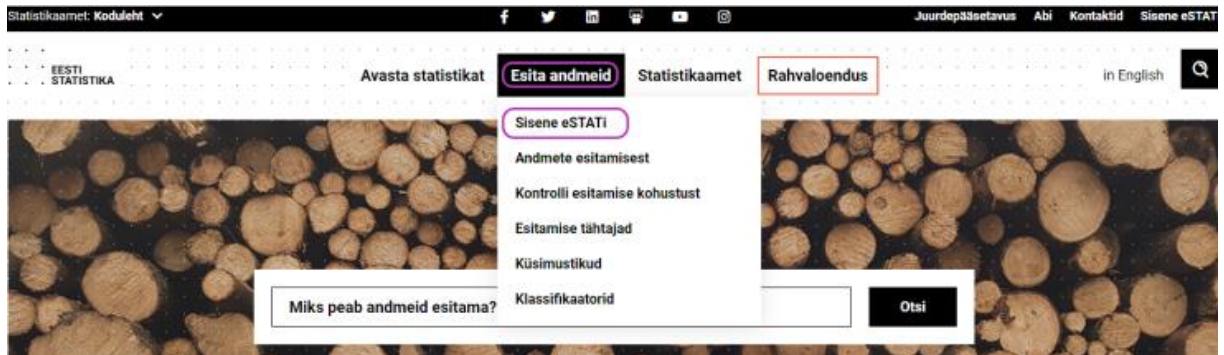 Statistikaamet: Koduleht
Juurdepääsetavus Abi Kontaktid Sisene eSTAT
EESTI
STATISTIKA
Avasta statistikat Esita andmeid Statistikaamet Rahvaloendus in English
Sisene eSTATi
Andmete esitamisest
Kontrolli esitamise kohustust
Esitamise tähtajad
Küsimustikud
Klassifikaatorid
Miks peab andmeid esitama? Otsi